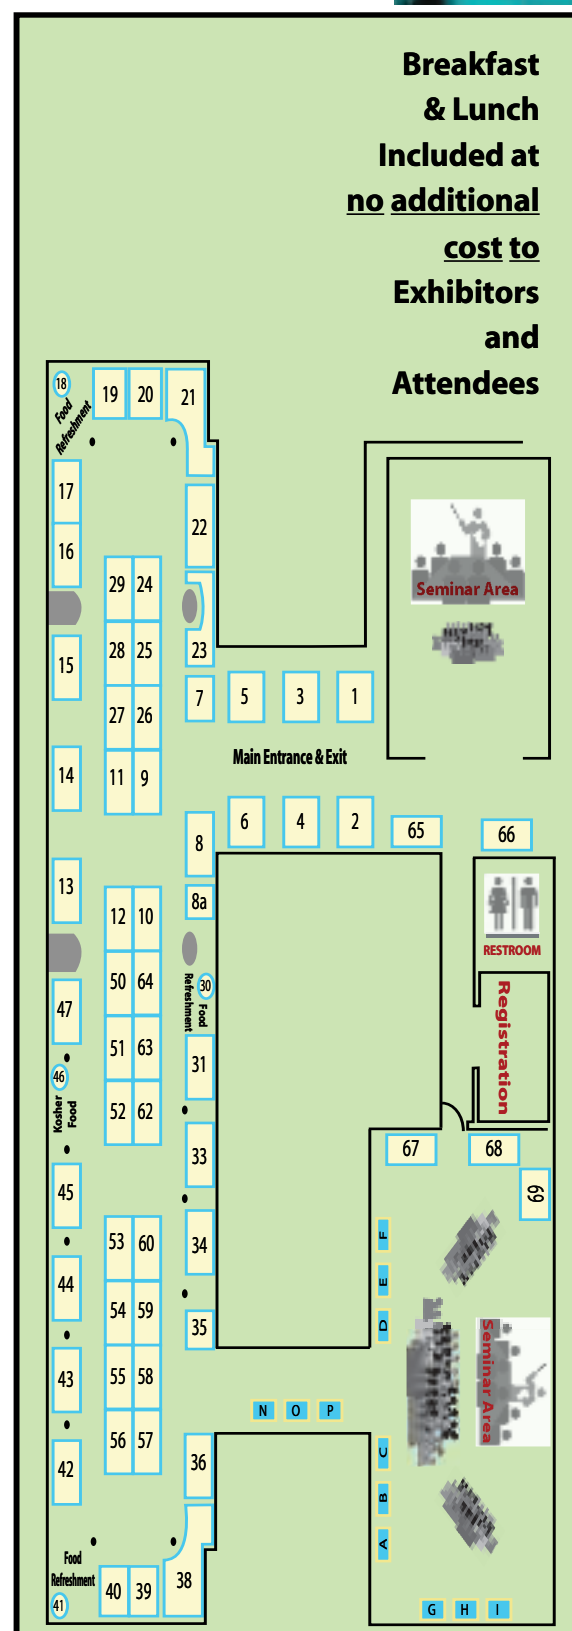 Breakfast
& Lunch
Included at
no additional
cost to
Exhibitors
and
Attendees
18
Food
Refreshment
19
20
21
17
22
16
Seminar Area
29
24
23
28
25
15
7
5
3
1
27
26
Main Entrance & Exit
14
11
9
8
6
4
2
65
66
13
8a
12
10
RESTROOM
50
64
30
Food
Refreshment
Registration
47
51
63
31
46
Kosher
Food
52
62
33
67
68
69
45
53
60
34
F
E
D
44
54
59
35
Seminar Area
43
55
58
N O P
42
56
57
36
C
B
A
Food
Refreshment
41
40
39
38
G H I